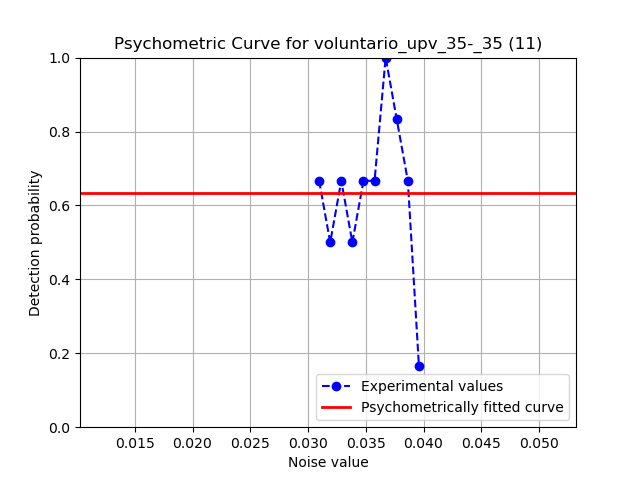 Psychometric Curve for voluntario_upv_35-_35 (11)
1.0
0.8
0.6
0.4
0.2
0.0
Detection probability
0.015 0.020 0.025 0.030 0.035 0.040 0.045 0.050
Noise value
Experimental values
Psychometrically fitted curve